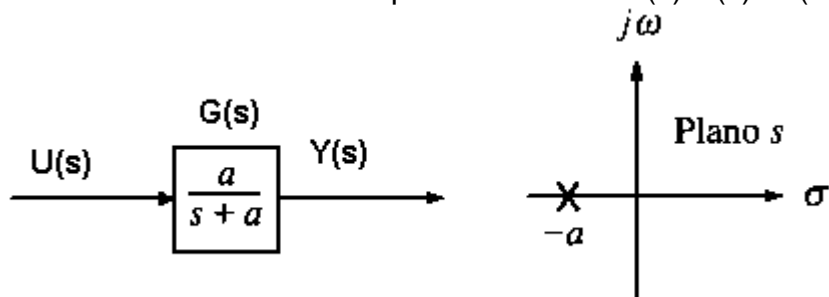 jω
G(s)
Plano s
U(s)
Y(s)
a
s + a
σ
−a